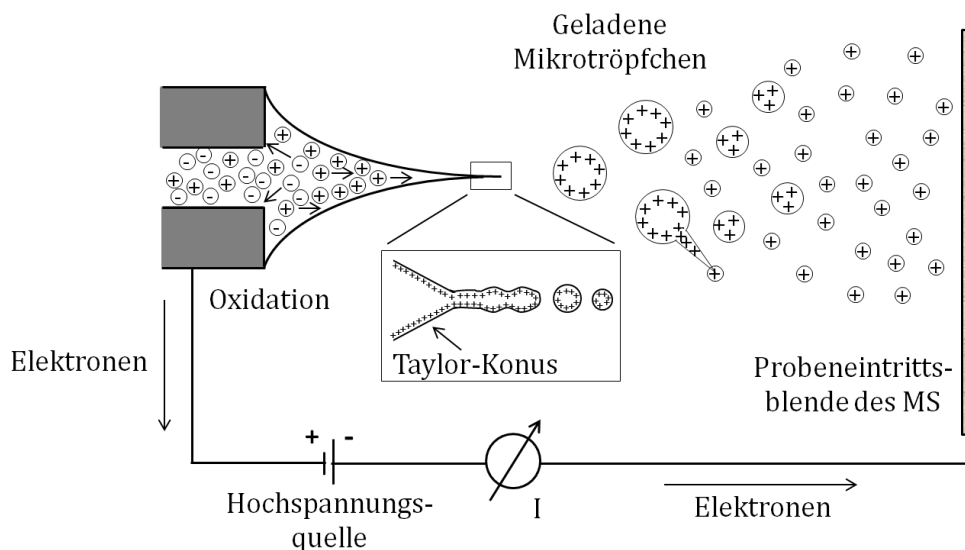 Geladene
Mikrotröpfchen
Oxidation
Elektronen
Taylor-Konus
Probeneintritts-
blende des MS
+ -
Hochspannungs-
quelle
I
Elektronen